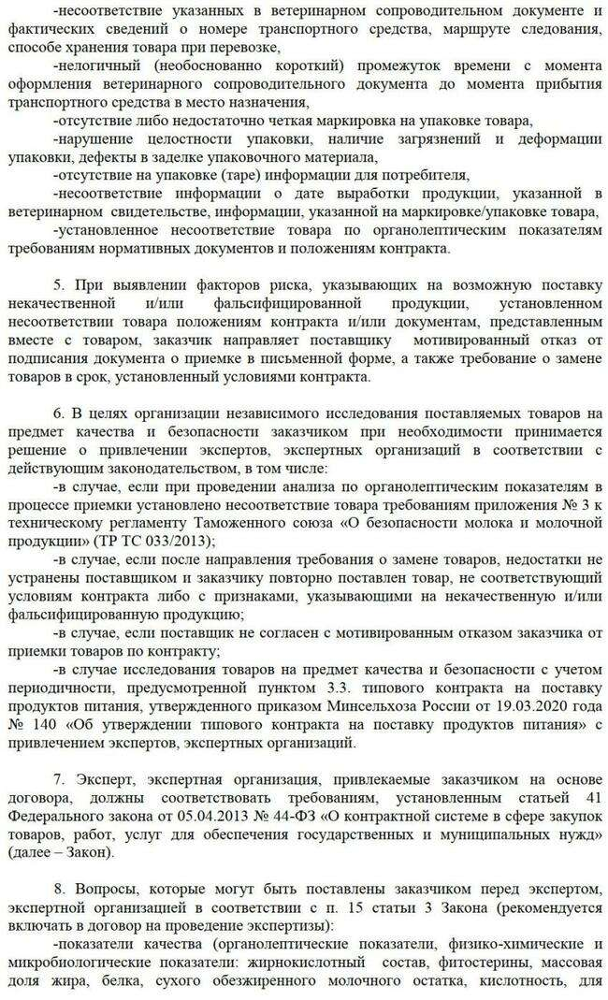 -несоответствие указанных в ветеринарном сопроводительном документе и
фактических сведений о номере транспортного средства, маршруте следования,
способе хранения товара при перевозке,
-нелогичный (необоснованно короткий) промежуток времени с момента
оформления ветеринарного сопроводительного документа до момента прибытия
транспортного средства в место назначения,
-отсутствие либо недостаточно четкая маркировка на упаковке товара,
-нарушение целостности упаковки, наличие загрязнений и деформации
упаковки, дефекты в заделке упаковочного материала,
-отсутствие на упаковке (таре) информации для потребителя,
-несоответствие информации о дате выработки продукции, указанной в
ветеринарном свидетельстве, информации, указанной на маркировке/упаковке товара,
-установленное несоответствие товара по органолептическим показателям
требованиям нормативных документов и положениям контракта.
5. При выявлении факторов риска, указывающих на возможную поставку
некачественной и/или фальсифицированной продукции, установленном
несоответствии товара положениям контракта и/или документам, представленным
вместе с товаром, заказчик направляет поставщику мотивированный отказ от
подписания документа о приемке в письменной форме, а также требование о замене
товаров в срок, установленный условиями контракта.
6. В целях организации независимого исследования поставляемых товаров на
предмет качества и безопасности заказчиком при необходимости принимается
решение о привлечении экспертов, экспертных организаций в соответствии с
действующим законодательством, в том числе:
-в случае, если при проведении анализа по органолептическим показателям в
процессе приемки установлено несоответствие товара требованиям приложения № 3 к
техническому регламенту Таможенного союза «О безопасности молока и молочной
продукции» (ТР ТС 033/2013);
-в случае, если после направления требования о замене товаров, недостатки не
устранены поставщиком и заказчику повторно поставлен товар, не соответствующий
условиям контракта либо с признаками, указывающими на некачественную и/или
фальсифицированную продукцию;
-в случае, если поставщик не согласен с мотивированным отказом заказчика от
приемки товаров по контракту;
-в случае исследования товаров на предмет качества и безопасности с учетом
периодичности, предусмотренной пунктом 3.3. типового контракта на поставку
продуктов питания, утвержденного приказом Минсельхоза России от 19.03.2020 года
№ 140 «Об утверждении типового контракта на поставку продуктов питания» с
привлечением экспертов, экспертных организаций.
7. Эксперт, экспертная организация, привлекаемые заказчиком на основе
договора, должны соответствовать требованиям, установленным статьей 41
Федерального закона от 05.04.2013 № 44-ФЗ «О контрактной системе в сфере закупок
товаров, работ, услуг для обеспечения государственных и муниципальных нужд»
(далее – Закон).
8. Вопросы, которые могут быть поставлены заказчиком перед экспертом,
экспертной организацией в соответствии с п. 15 статьи 3 Закона (рекомендуется
включать в договор на проведение экспертизы):
-показатели качества (органолептические показатели, физико-химические и
микробиологические показатели: жирнокислотный состав, фитостерины, массовая
доля жира, белка, сухого обезжиренного молочного остатка, кислотность, для